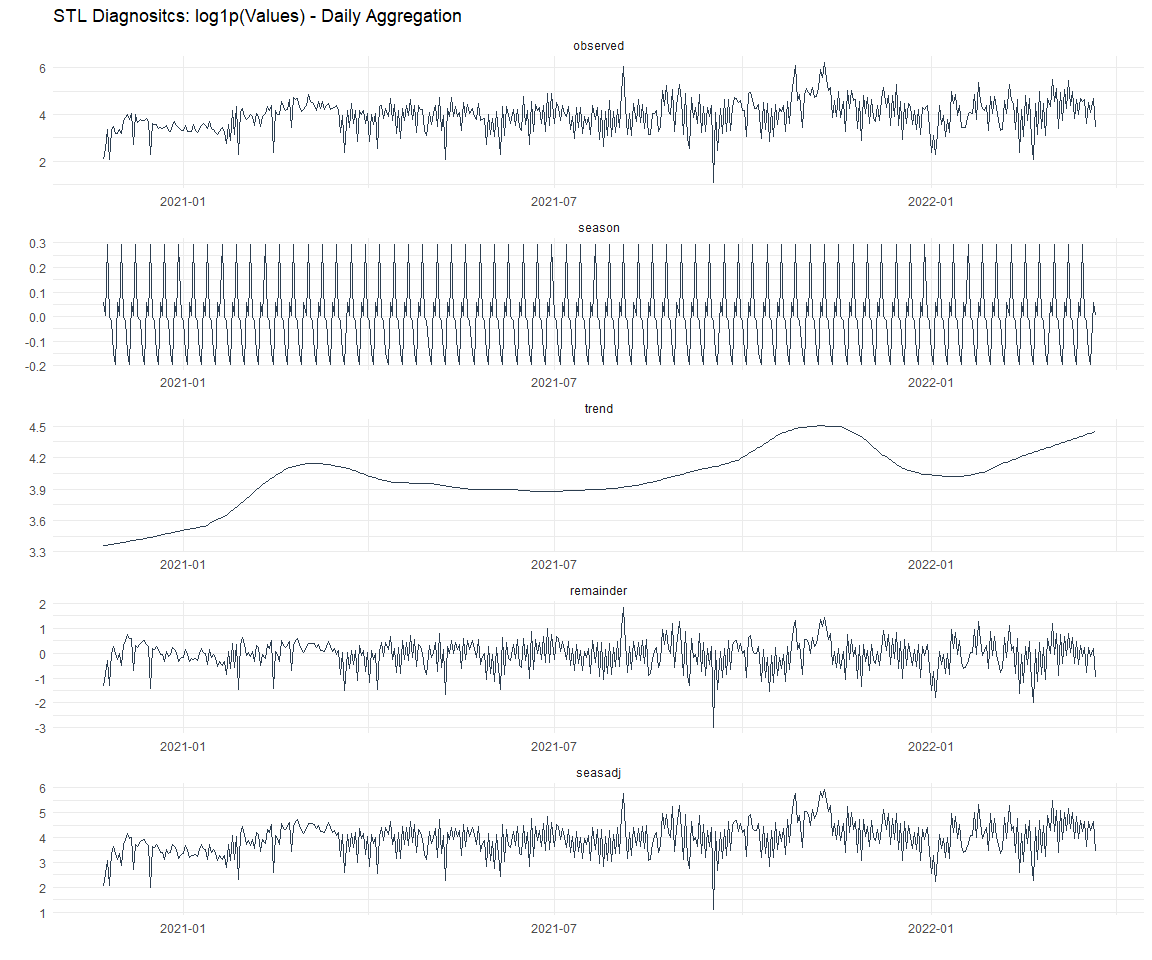 STL Diagnositcs: log1p(Values) - Daily Aggregation
observed
6
4
2
2021-01 2021-07 2022-01
season
0.3
0.2
0.1
0.0
-0.1
-0.2
2021-01 2021-07 2022-01
trend
4.5
4.2
3.9
3.6
3.3
2021-01 2021-07 2022-01
remainder
2
1
0
-1
-2
-3
2021-01 2021-07 2022-01
seasadj
6
5
4
3
2
1
2021-01 2021-07 2022-01